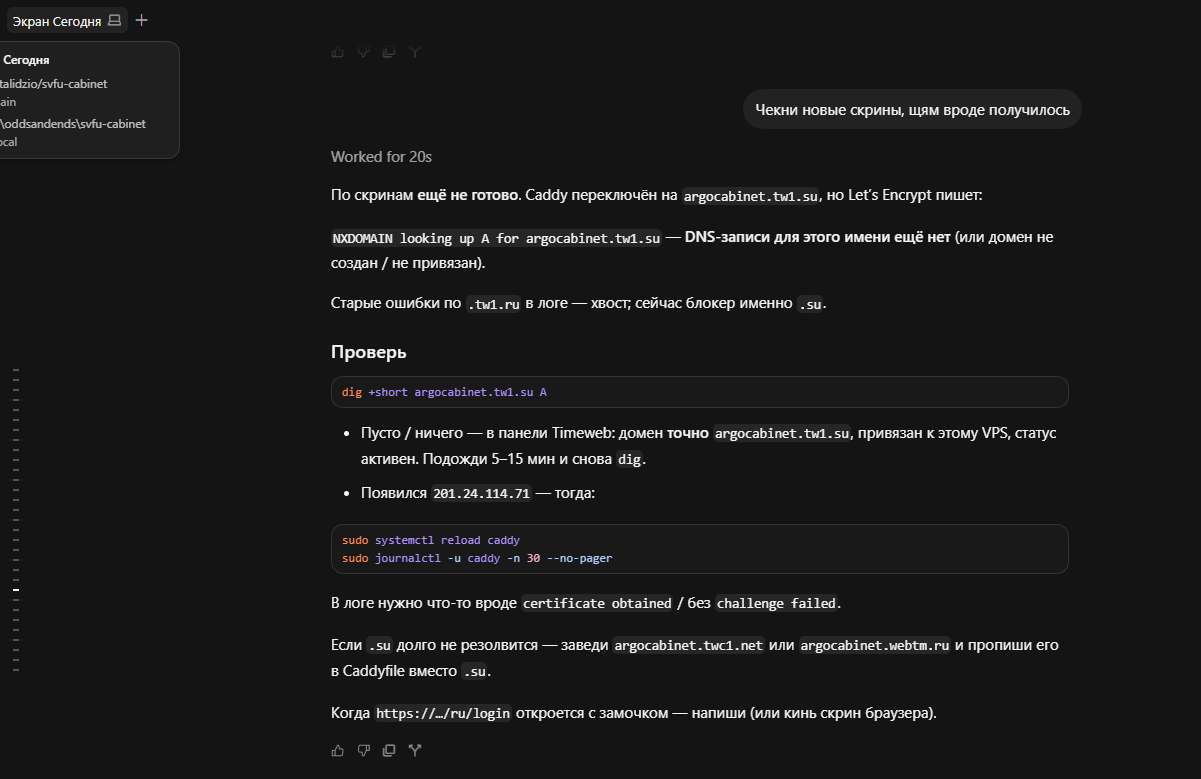 Экран Сегодня
Сегодня
talidzio/svfu-cabinet
ain
\oddsandends\svfu-cabinet
ocal
Чекни новые скрины, щям вроде получилось
Worked for 20s
По скринам ещё не готово. Caddy переключён на argocabinet.tw1.su, но Let's Encrypt пишет:
NXDOMAIN looking up A for argocabinet.tw1.su — DNS-записи для этого имени ещё нет (или домен не
создан / не привязан).
Старые ошибки по .tw1.ru в логе — хвост; сейчас блокер именно .su.
Проверь
dig +short argocabinet.tw1.su A
• Пусто / ничего — в панели Timeweb: домен точно argocabinet.tw1.su, привязан к этому VPS, статус
активен. Подожди 5–15 мин и снова dig.
• Появился 201.24.114.71 — тогда:
sudo systemctl reload caddy
sudo journalctl -u caddy -n 30 --no-pager
В логе нужно что-то вроде certificate obtained / без challenge failed.
Если .su долго не резолвится — заведи argocabinet.twc1.net или argocabinet.webtm.ru и пропиши его
в Caddyfile вместо .su.
Когда https://…/ru/login откроется с замочком — напиши (или кинь скрин браузера).